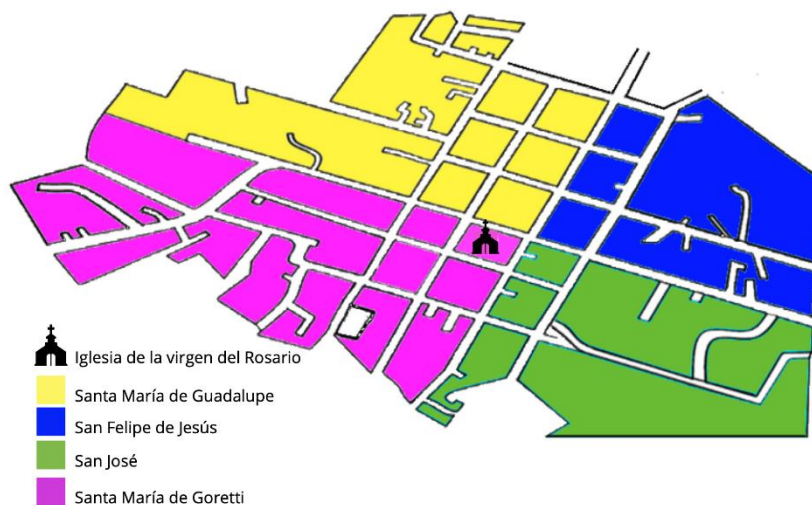 Iglesia de la virgen del Rosario
Santa María de Guadalupe
San Felipe de Jesús
San José
Santa María de Goretti